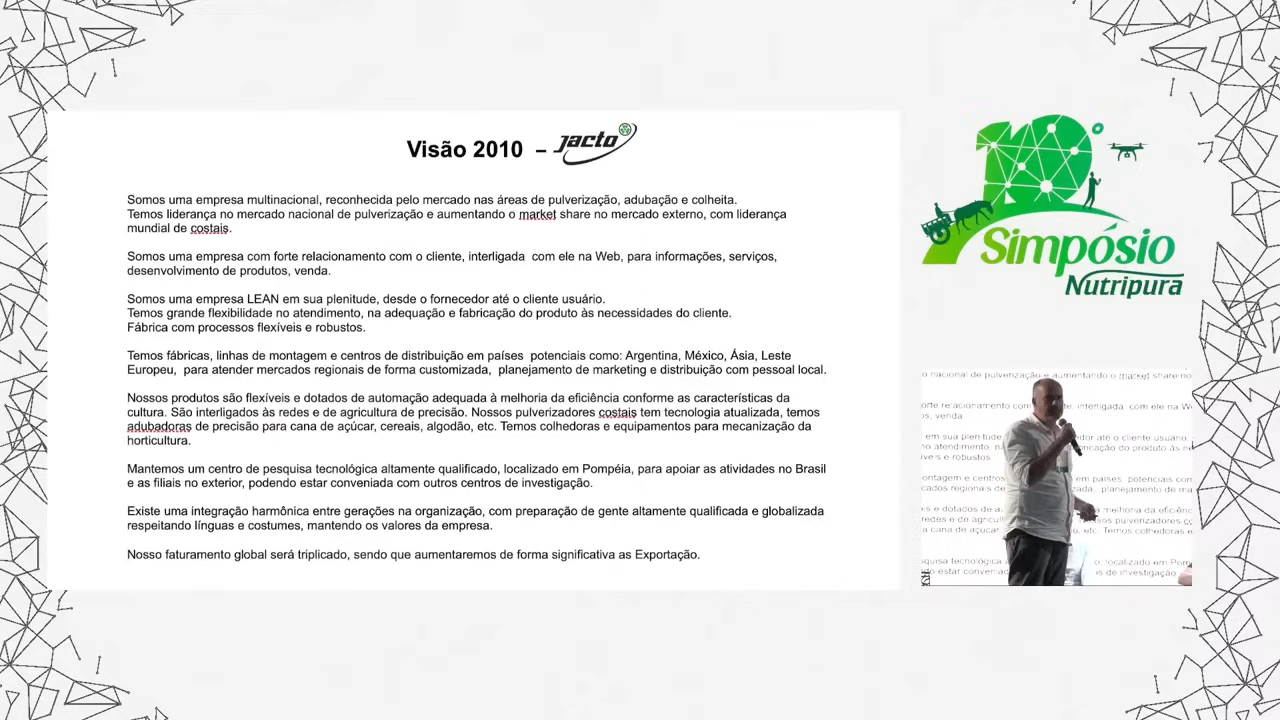 Visão 2010 – Jacto
Somos uma empresa multinacional, reconhecida pelo mercado nas áreas de pulverização, adubação e colheita.
Temos liderança no mercado nacional de pulverização e aumentando o market share no mercado externo, com liderança
mundial de costais.
Somos uma empresa com forte relacionamento com o cliente, interligada com ele na Web, para informações, serviços,
desenvolvimento de produtos, venda.
Somos uma empresa LEAN em sua plenitude, desde o fornecedor até o cliente usuário.
Temos grande flexibilidade no atendimento, na adequação e fabricação do produto às necesidades do cliente.
Fábrica com processos flexíveis e robustos.
Temos fábricas, linhas de montagem e centros de distribuição em países potenciais como: Argentina, México, Ásia, Leste
Europeu, para atender mercados regionais de forma customizada, planejamento de marketing e distribuição com pessoal local.
Nossos produtos são flexíveis e dotados de automação adequada à melhoria da eficiência conforme as características da
cultura. São interligados às redes e de agricultura de precisão. Nossos pulverizadores costais tem tecnologia atualizada, temos
adubadoras de precisão para cana de açúcar, cereais, algodão, etc. Temos colhedoras e equipamentos para mecanização da
horticultura.
Mantemos um centro de pesquisa tecnológica altamente qualificado, localizado em Pompéia, para apoiar as atividades no Brasil
e as filiais no exterior, podendo estar conveniada com outros centros de investigação.
Existe uma integração harmônica entre gerações na organização, com preparação de gente altamente qualificada e globalizada
respeitando línguas e costumes, mantendo os valores da empresa.
Nosso faturamento global será triplicado, sendo que aumentaremos de forma significativa as Exportação.
10º
Simpósio
Nutripura